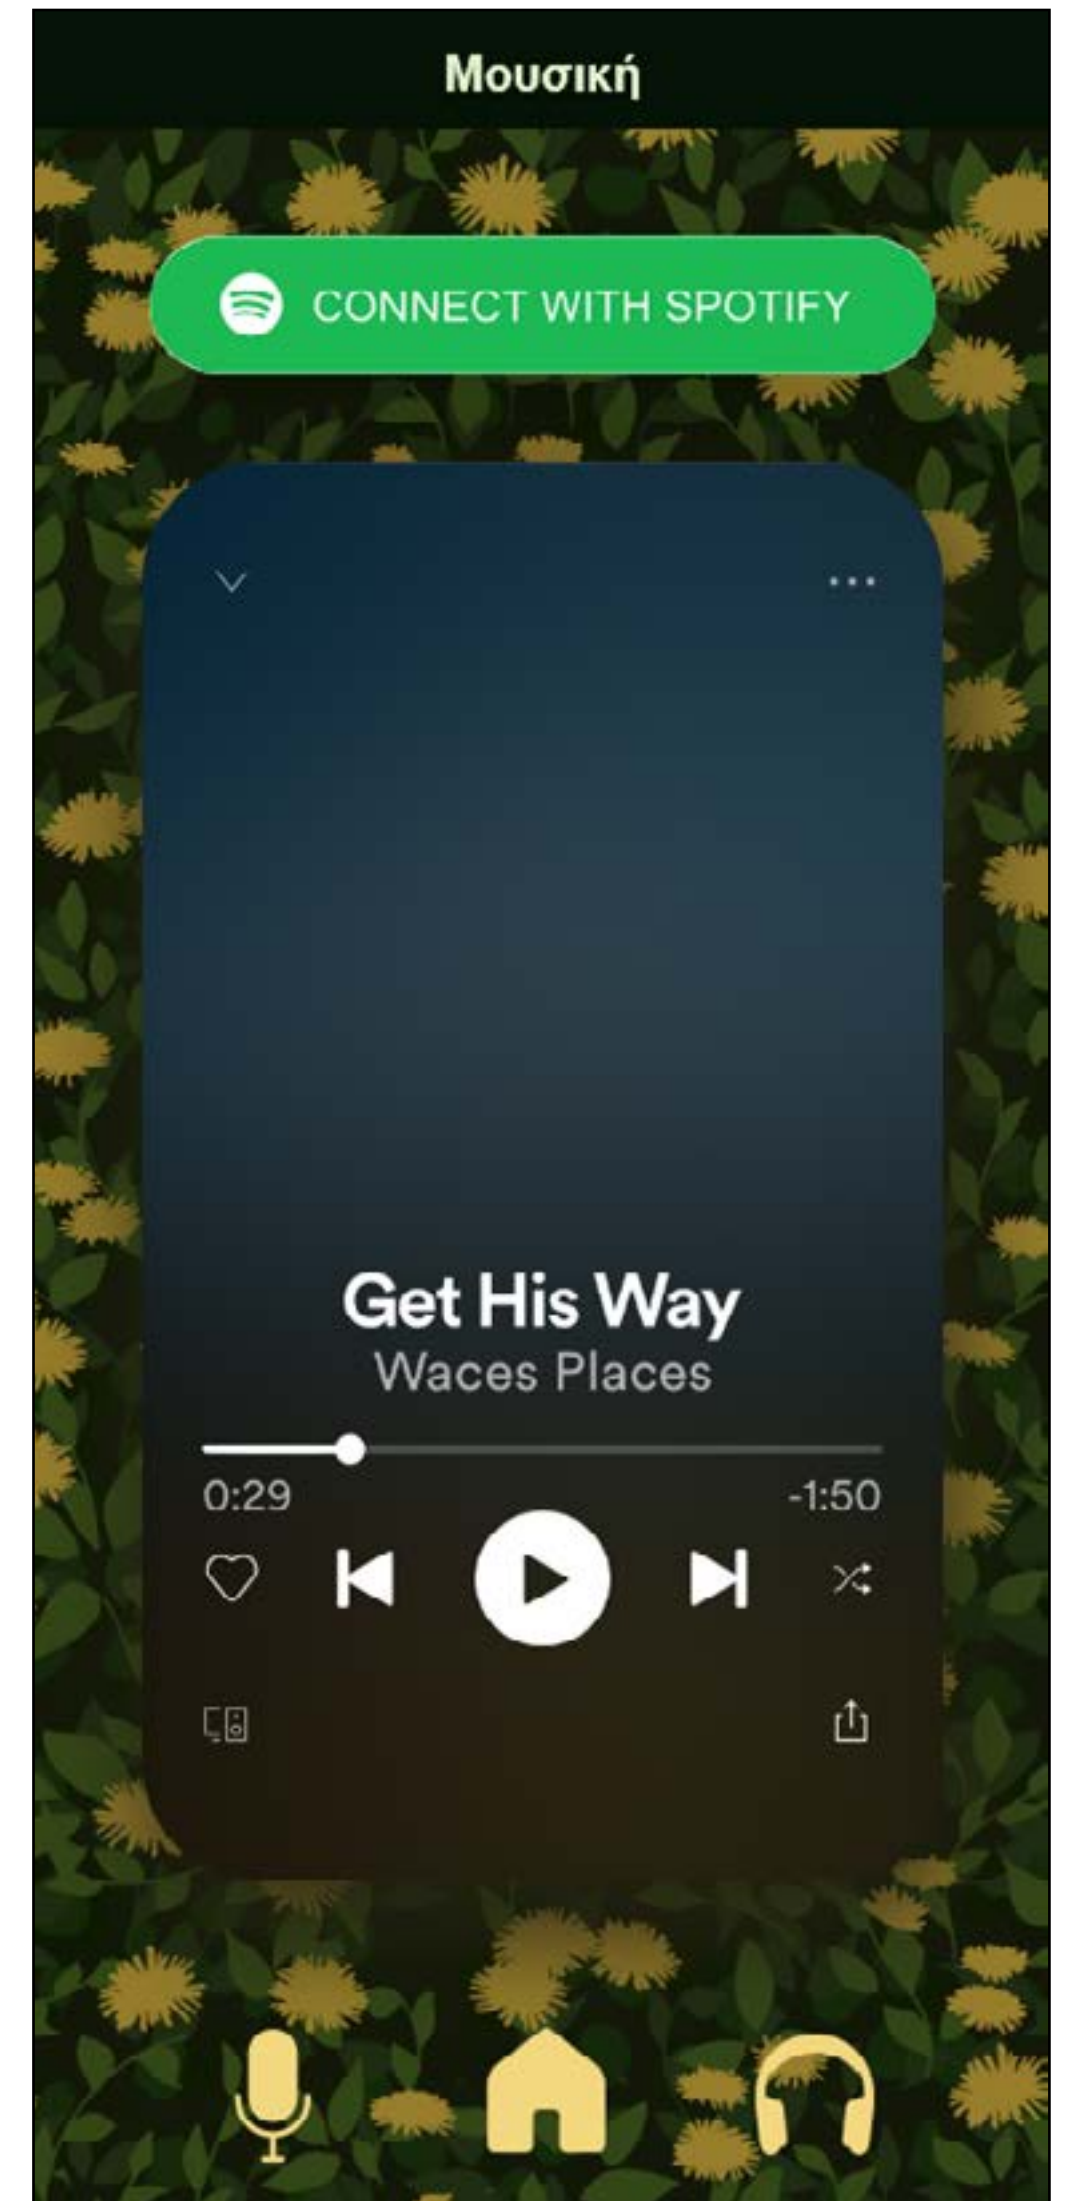 Μουσική
CONNECT WITH SPOTIFY
Get His Way
Waces Places
0:29 -1:50